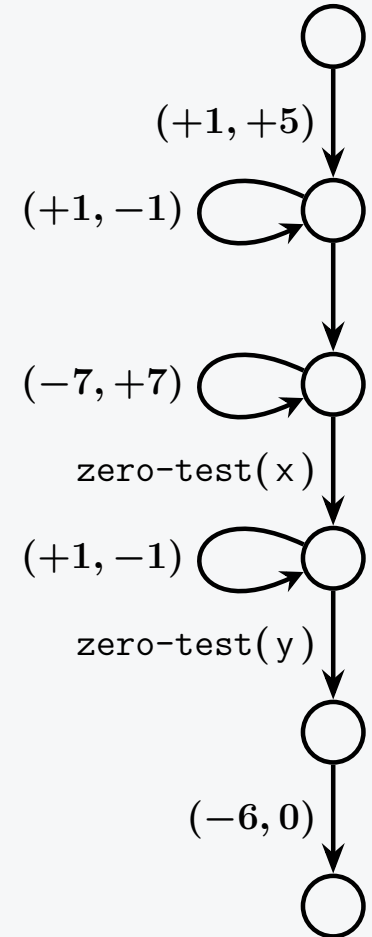 (+1, +5)
(+1, −1)
(−7, +7)
zero-test(x)
(+1, −1)
zero-test(y)
(−6, 0)